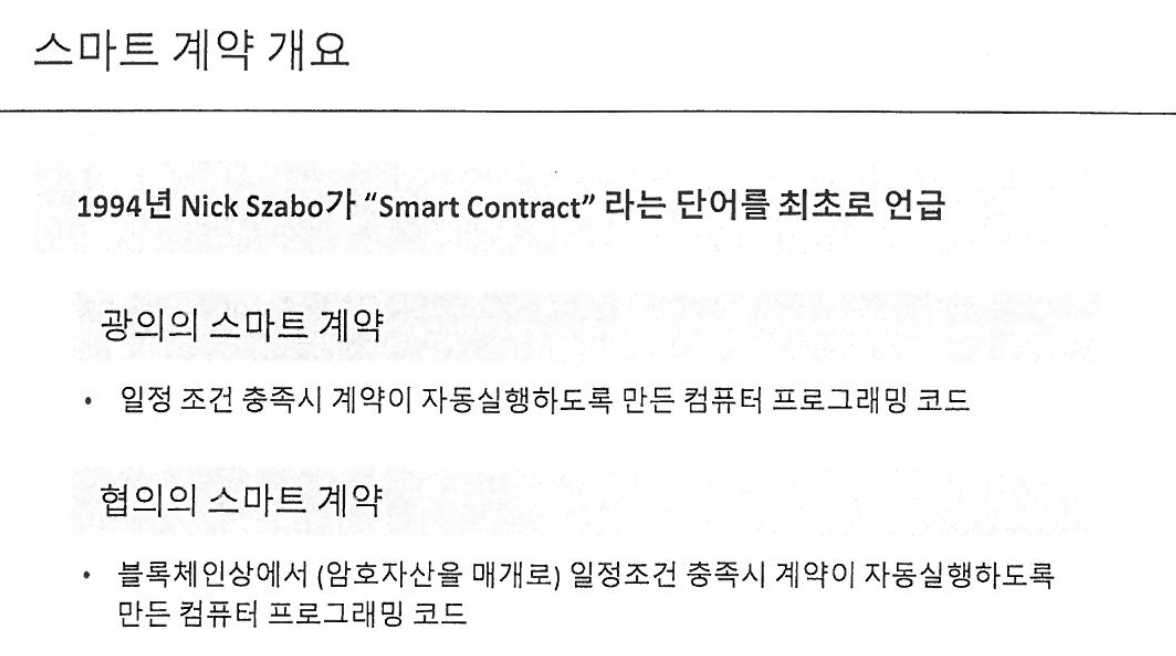 스마트 계약 개요
1994년 Nick Szabo가 “Smart Contract” 라는 단어를 최초로 언급
광의의 스마트 계약
• 일정 조건 충족시 계약이 자동실행하도록 만든 컴퓨터 프로그래밍 코드
협의의 스마트 계약
• 블록체인상에서 (암호자산을 매개로) 일정조건 충족시 계약이 자동실행하도록
만든 컴퓨터 프로그래밍 코드